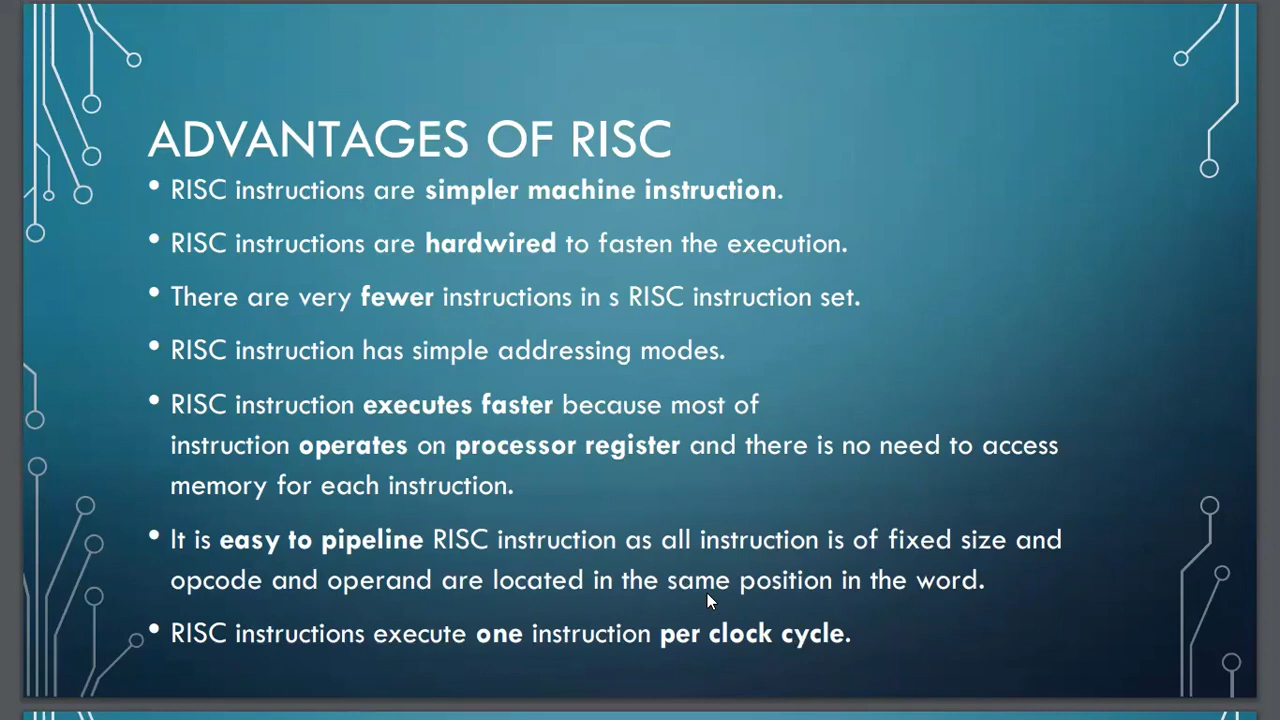 ADVANTAGES OF RISC
• RISC instructions are simpler machine instruction.
• RISC instructions are hardwired to fasten the execution.
• There are very fewer instructions in s RISC instruction set.
• RISC instruction has simple addressing modes.
• RISC instruction executes faster because most of
instruction operates on processor register and there is no need to access
memory for each instruction.
• It is easy to pipeline RISC instruction as all instruction is of fixed size and
opcode and operand are located in the same position in the word.
• RISC instructions execute one instruction per clock cycle.